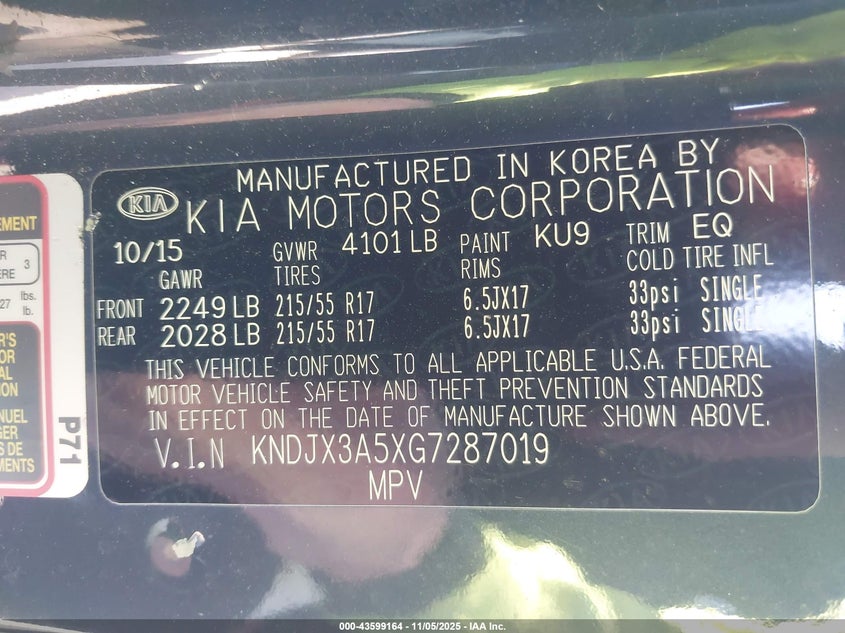 MANUFACTURED IN KOREA BY
KIA KIA MOTORS CORPORATION
10/15 GVWR 4101 LB PAINT KU9 TRIM EQ
GAWR TIRES RIMS COLD TIRE INFL
FRONT 2249 LB 215/55 R17 6.5JX17 33psi SINGLE
REAR 2028 LB 215/55 R17 6.5JX17 33psi SINGLE
THIS VEHICLE CONFORMS TO ALL APPLICABLE U.S.A. FEDERAL
MOTOR VEHICLE SAFETY AND THEFT PREVENTION STANDARDS
IN EFFECT ON THE DATE OF MANUFACTURE SHOWN ABOVE.
V.I.N KNDJX3A5XG7287019
MPV
3
27 lbs.
lb.
P71
000-43599164 - 11/05/2025 - IAA Inc.